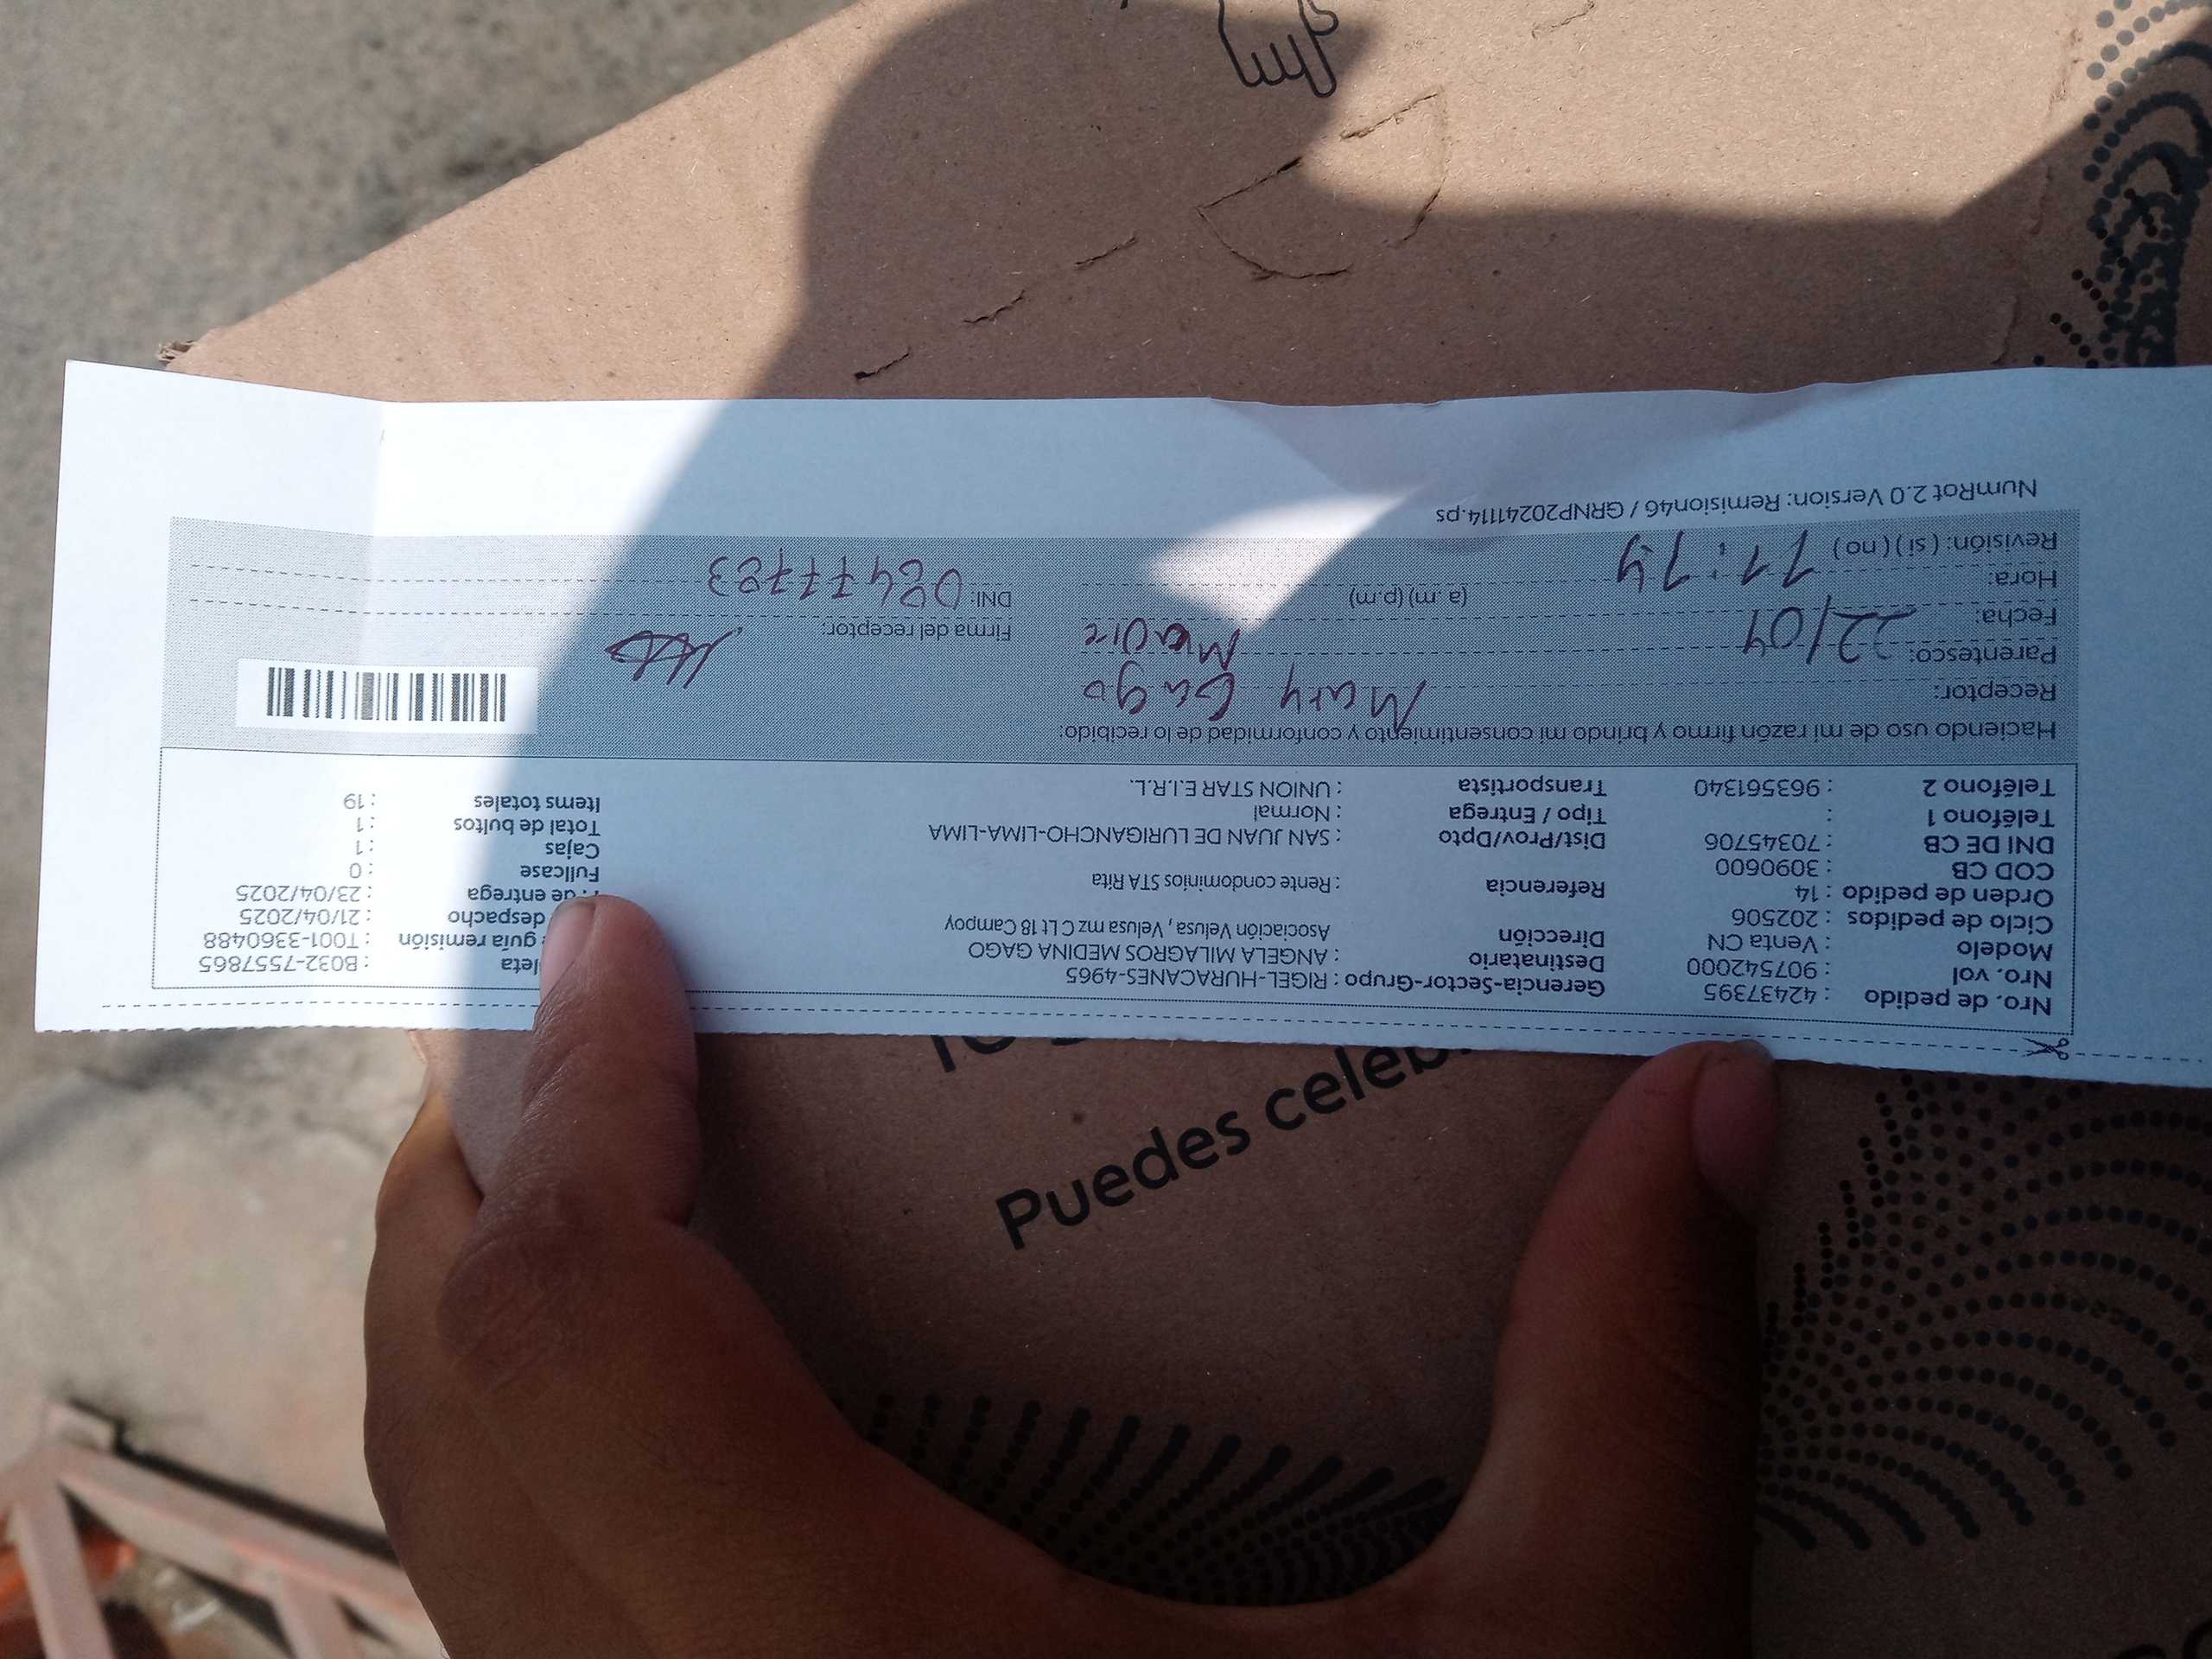 Nro. de pedido : 42437395
Nro. vol : 907542000
Modelo : Venta CN
Ciclo de pedidos : 202506
Orden de pedido : 14
COD CB : 3090600
DNI DE CB : 70345706
Teléfono 1 :
Teléfono 2 : 963561340
Gerencia-Sector-Grupo : RIGEL-HURACANES-4965
Destinatario : ANGELA MILAGROS MEDINA GAGO
Dirección Asociación Velusa, Velusa mz C Lt 18 Campoy
Referencia : Rente condominios STA Rita
Dist/Prov/Dpto : SAN JUAN DE LURIGANCHO-LIMA-LIMA
Tipo / Entrega : Normal
Transportista : UNION STAR E.I.R.L.
leta : B032-7557865
guía remisión : T001-3360488
despacho : 21/04/2025
de entrega : 23/04/2025
Fullcase : 0
Cajas : 1
Total de bultos : 1
Items totales : 19
Haciendo uso de mi razón firmo y brindo mi consentimiento y conformidad de lo recibido:
Receptor: Mary Gago
Parentesco: Madre
Fecha: 22/04
Hora: 11:14 (a.m) (p.m)
Revisión: (si) (no)
Firma del receptor:
DNI: 08477783
NumRot 2.0 Version: Remision46 / GRNP20241114.ps
Puedes celeb